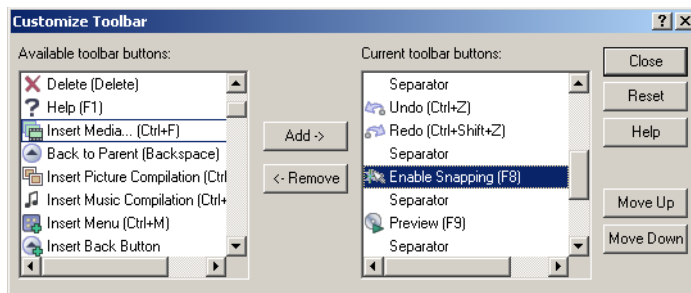 Customize Toolbar
Available toolbar buttons:
Delete (Delete)
Help (F1)
Insert Media... (Ctrl+F)
Back to Parent (Backspace)
Insert Picture Compilation (Ctrl
Insert Music Compilation (Ctrl+
Insert Menu (Ctrl+M)
Insert Back Button
Add ->
<- Remove
Current toolbar buttons:
Separator
Undo (Ctrl+Z)
Redo (Ctrl+Shift+Z)
Separator
Enable Snapping (F8)
Separator
Preview (F9)
Separator
Close
Reset
Help
Move Up
Move Down